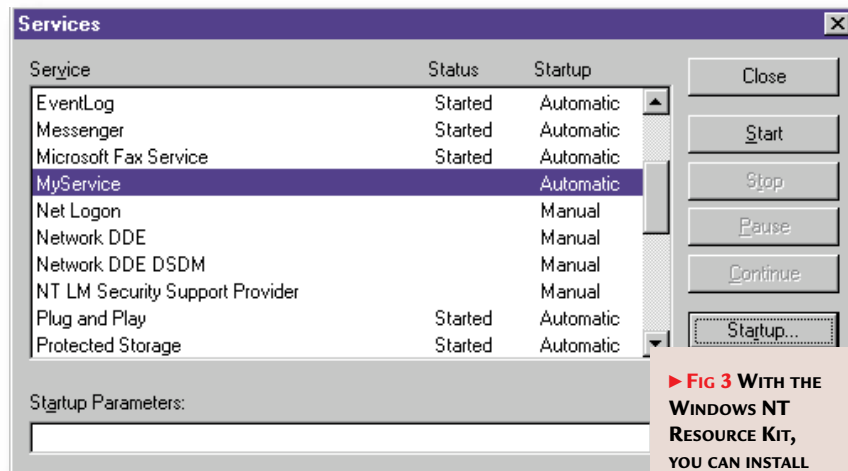 Services
Service Status Startup
EventLog Started Automatic
Messenger Started Automatic
Microsoft Fax Service Started Automatic
MyService Automatic
Net Logon Manual
Network DDE Manual
Network DDE DSDM Manual
NT LM Security Support Provider Manual
Plug and Play Started Automatic
Protected Storage Started Automatic
Startup Parameters:
Close
Start
Stop
Pause
Continue
Startup...
▶ FIG 3 WITH THE
WINDOWS NT
RESOURCE KIT,
YOU CAN INSTALL